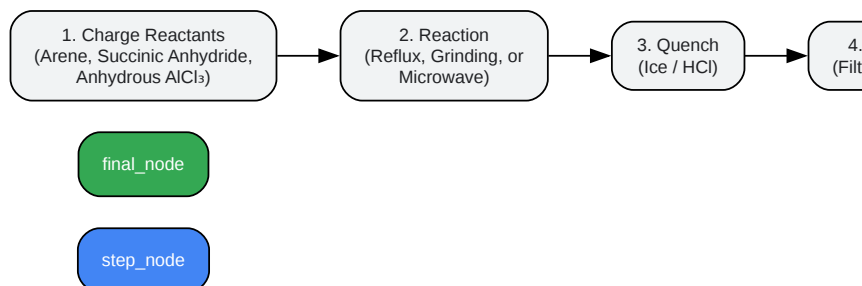 1. Charge Reactants
(Arene, Succinic Anhydride,
Anhydrous AlCl₃)
2. Reaction
(Reflux, Grinding, or
Microwave)
3. Quench
(Ice / HCl)
4.
(Filt
final_node
step_node